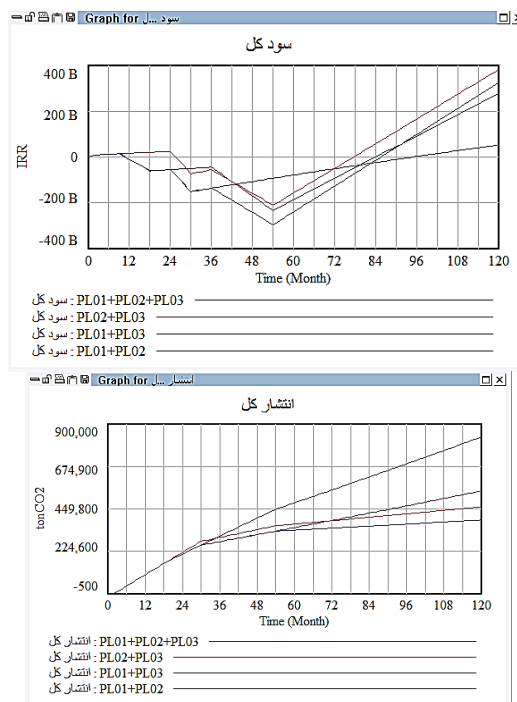 Graph for سود ...ل
سود کل
400 B
200 B
0
-200 B
-400 B
IRR
0 12 24 36 48 60 72 84 96 108 120
Time (Month)
سود کل : PL01+PL02+PL03
سود کل : PL02+PL03
سود کل : PL01+PL03
سود کل : PL01+PL02
Graph for انتشار ...ل
انتشار کل
900,000
674,900
449,800
224,600
-500
tonCO2
0 12 24 36 48 60 72 84 96 108 120
Time (Month)
انتشار کل : PL01+PL02+PL03
انتشار کل : PL02+PL03
انتشار کل : PL01+PL03
انتشار کل : PL01+PL02